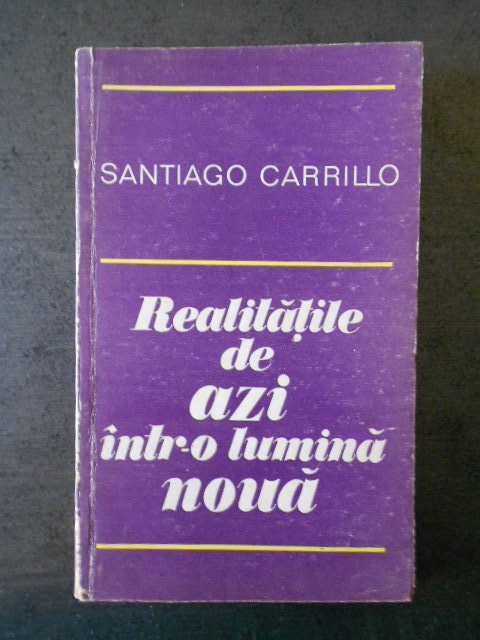 SANTIAGO CARRILLO
Realitățile
de
azi
într-o lumină
nouă